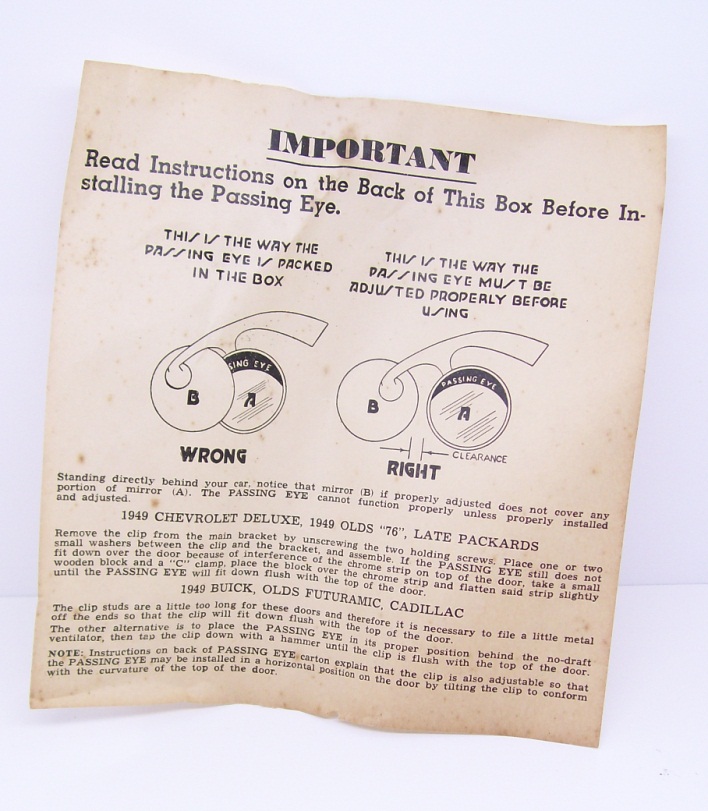 IMPORTANT
Read Instructions on the Back of This Box Before In-
stalling the Passing Eye.
THIS IS THE WAY THE
PASSING EYE IS PACKED
IN THE BOX
THIS IS THE WAY THE
PASSING EYE MUST BE
ADJUSTED PROPERLY BEFORE
USING
SING EYE
B
A
WRONG
PASSING EYE
B
A
CLEARANCE
RIGHT
Standing directly behind your car, notice that mirror (B) if properly adjusted does not cover any
portion of mirror (A). The PASSING EYE cannot function properly unless properly installed
and adjusted.
1949 CHEVROLET DELUXE, 1949 OLDS "76", LATE PACKARDS
Remove the clip from the main bracket by unscrewing the two holding screws. Place one or two
small washers between the clip and the bracket, and assemble. If the PASSING EYE still does not
fit down over the door because of interference of the chrome strip on top of the door, take a small
wooden block and a "C" clamp, place the block over the chrome strip and flatten said strip slightly
until the PASSING EYE will fit down flush with the top of the door.
1949 BUICK, OLDS FUTURAMIC, CADILLAC
The clip studs are a little too long for these doors and therefore it is necessary to file a little metal
off the ends so that the clip will fit down flush with the top of the door.
The other alternative is to place the PASSING EYE in its proper position behind the no-draft
ventilator, then tap the clip down with a hammer until the clip is flush with the top of the door.
NOTE: Instructions on back of PASSING EYE carton explain that the clip is also adjustable so that
the PASSING EYE may be installed in a horizontal position on the door by tilting the clip to conform
with the curvature of the top of the door.